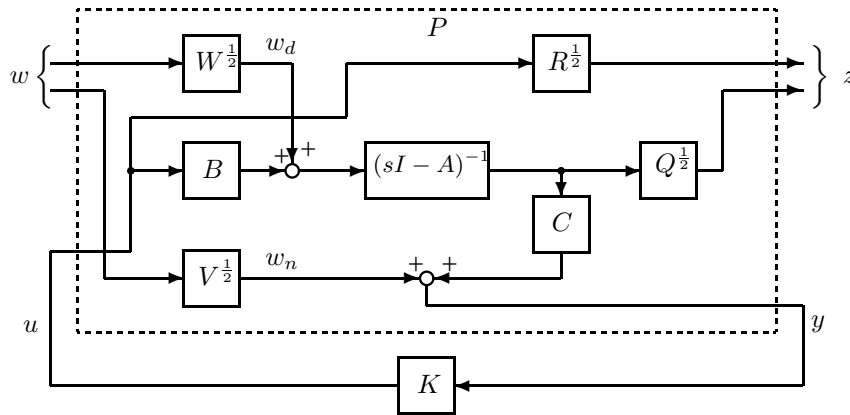 P
w
W^{1/2}
w_d
R^{1/2}
z
+
+
B
(sI − A)^{−1}
Q^{1/2}
C
V^{1/2}
w_n
+
+
u
y
K